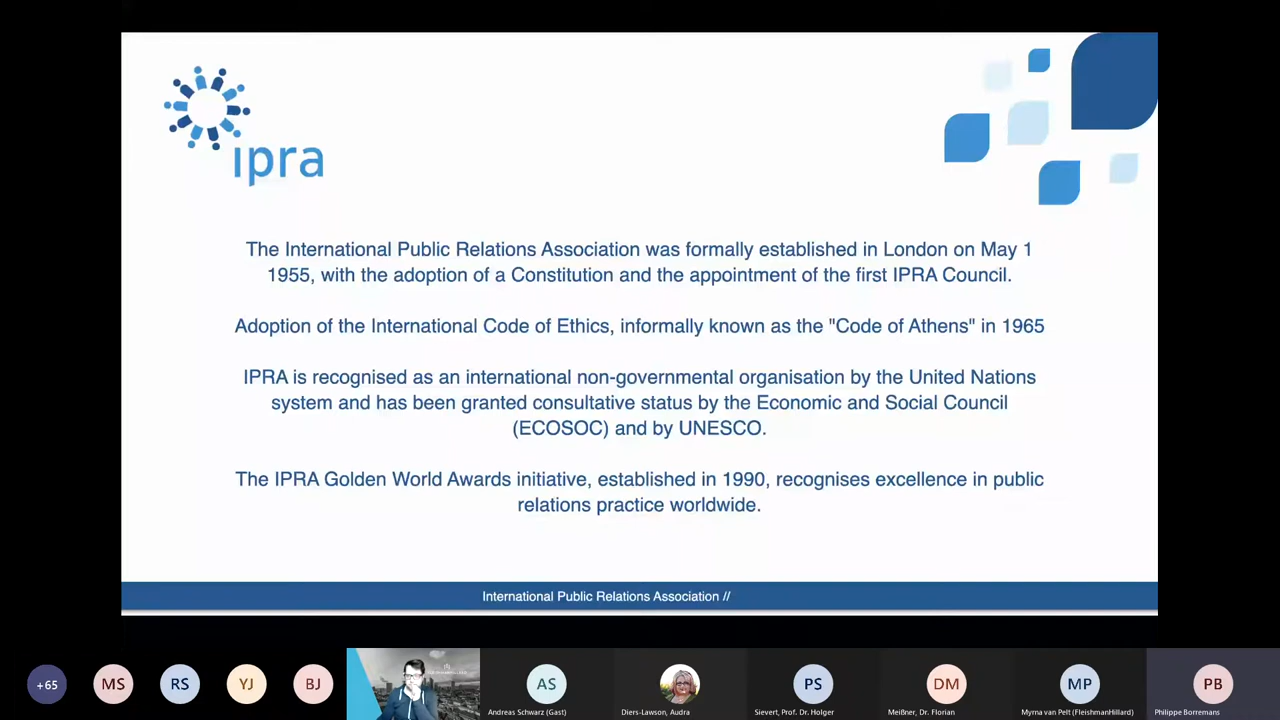 ipra
The International Public Relations Association was formally established in London on May 1
1955, with the adoption of a Constitution and the appointment of the first IPRA Council.
Adoption of the International Code of Ethics, informally known as the "Code of Athens" in 1965
IPRA is recognised as an international non-governmental organisation by the United Nations
system and has been granted consultative status by the Economic and Social Council
(ECOSOC) and by UNESCO.
The IPRA Golden World Awards initiative, established in 1990, recognises excellence in public
relations practice worldwide.
International Public Relations Association //
+65
MS
RS
YJ
BJ
AS
PS
DM
MP
PB
Andreas Schwarz (Gast)
Diers-Lawson, Audra
Sievert, Prof. Dr. Holger
Meißner, Dr. Florian
Myrna van Pelt (FleishmanHillard)
Philippe Borremans